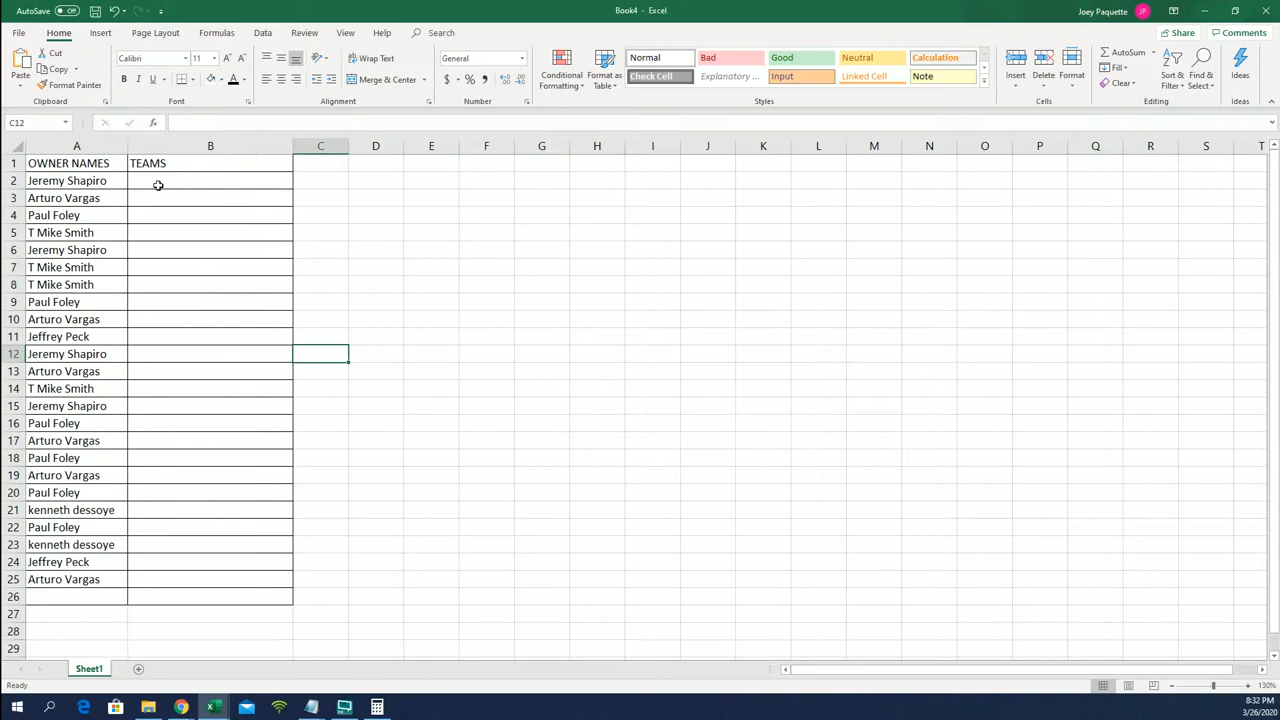 AutoSave Off
Book4 - Excel
Joey Paquette
JP
File Home Insert Page Layout Formulas Data Review View Help Search
Share Comments
Paste
Cut
Copy
Format Painter
Clipboard
Calibri 11
B I U
Font
Wrap Text
Merge & Center
Alignment
General
$ % ,
Number
Conditional
Formatting
Format as
Table
Normal Bad Good Neutral Calculation
Check Cell Explanatory ... Input Linked Cell Note
Styles
Insert Delete Format
Cells
AutoSum
Fill
Clear
Sort &
Filter
Find &
Select
Editing
Ideas
Ideas
C12
fx
A B C D E F G H I J K L M N O P Q R S T
1 OWNER NAMES TEAMS
2 Jeremy Shapiro
3 Arturo Vargas
4 Paul Foley
5 T Mike Smith
6 Jeremy Shapiro
7 T Mike Smith
8 T Mike Smith
9 Paul Foley
10 Arturo Vargas
11 Jeffrey Peck
12 Jeremy Shapiro
13 Arturo Vargas
14 T Mike Smith
15 Jeremy Shapiro
16 Paul Foley
17 Arturo Vargas
18 Paul Foley
19 Arturo Vargas
20 Paul Foley
21 kenneth dessoye
22 Paul Foley
23 kenneth dessoye
24 Jeffrey Peck
25 Arturo Vargas
26
27
28
29
Sheet1
Ready
130%
8:32 PM
3/26/2020